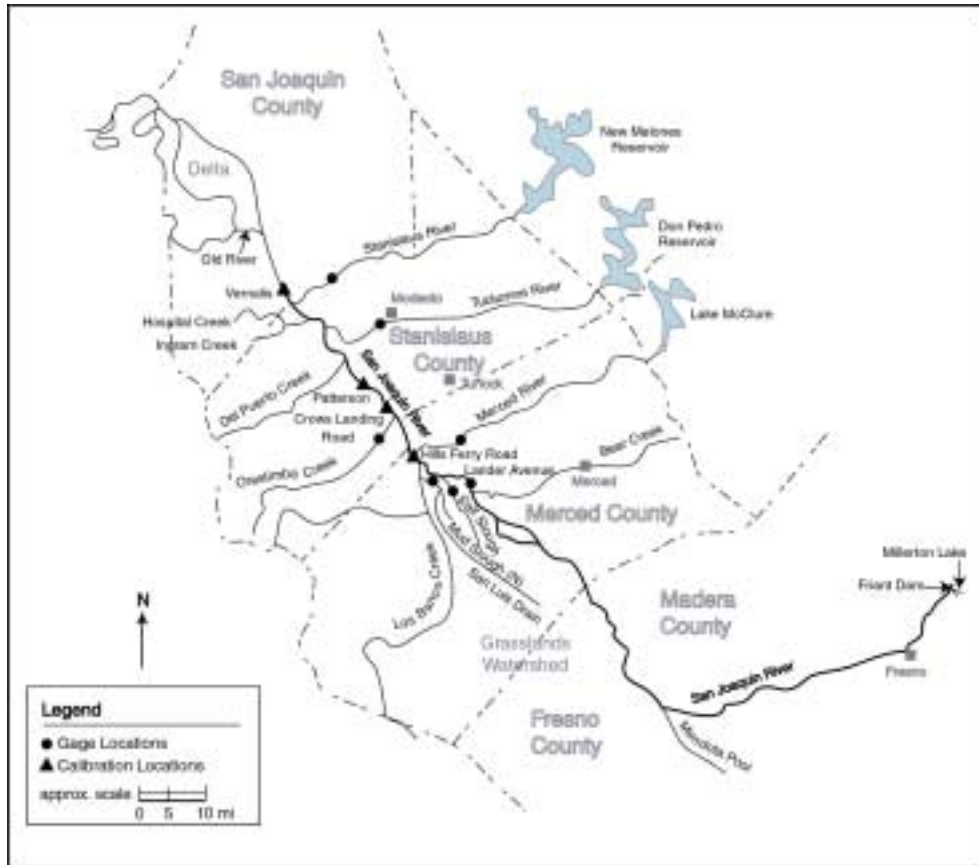 San Joaquin
County
New Melones
Reservoir
Delta
Don Pedro
Reservoir
Stanislaus River
Old River
Vernalis
Modesto
Tuolumne River
Lake McClure
Hospital Creek
Ingram Creek
Stanislaus
County
San Joaquin River
Turlock
Del Puerto Creek
Patterson
Merced River
Crows Landing
Road
Bear Creek
Hills Ferry Road
Orestimba Creek
Lander Avenue
Merced
Salt Slough
Merced County
Mud Slough (N)
San Luis Drain
Los Banos Creek
Millerton Lake
Friant Dam
N
Madera
County
Grasslands
Watershed
Fresno
San Joaquin River
Fresno
County
Mendota Pool
Legend
Gage Locations
Calibration Locations
approx. scale
0 5 10 mi